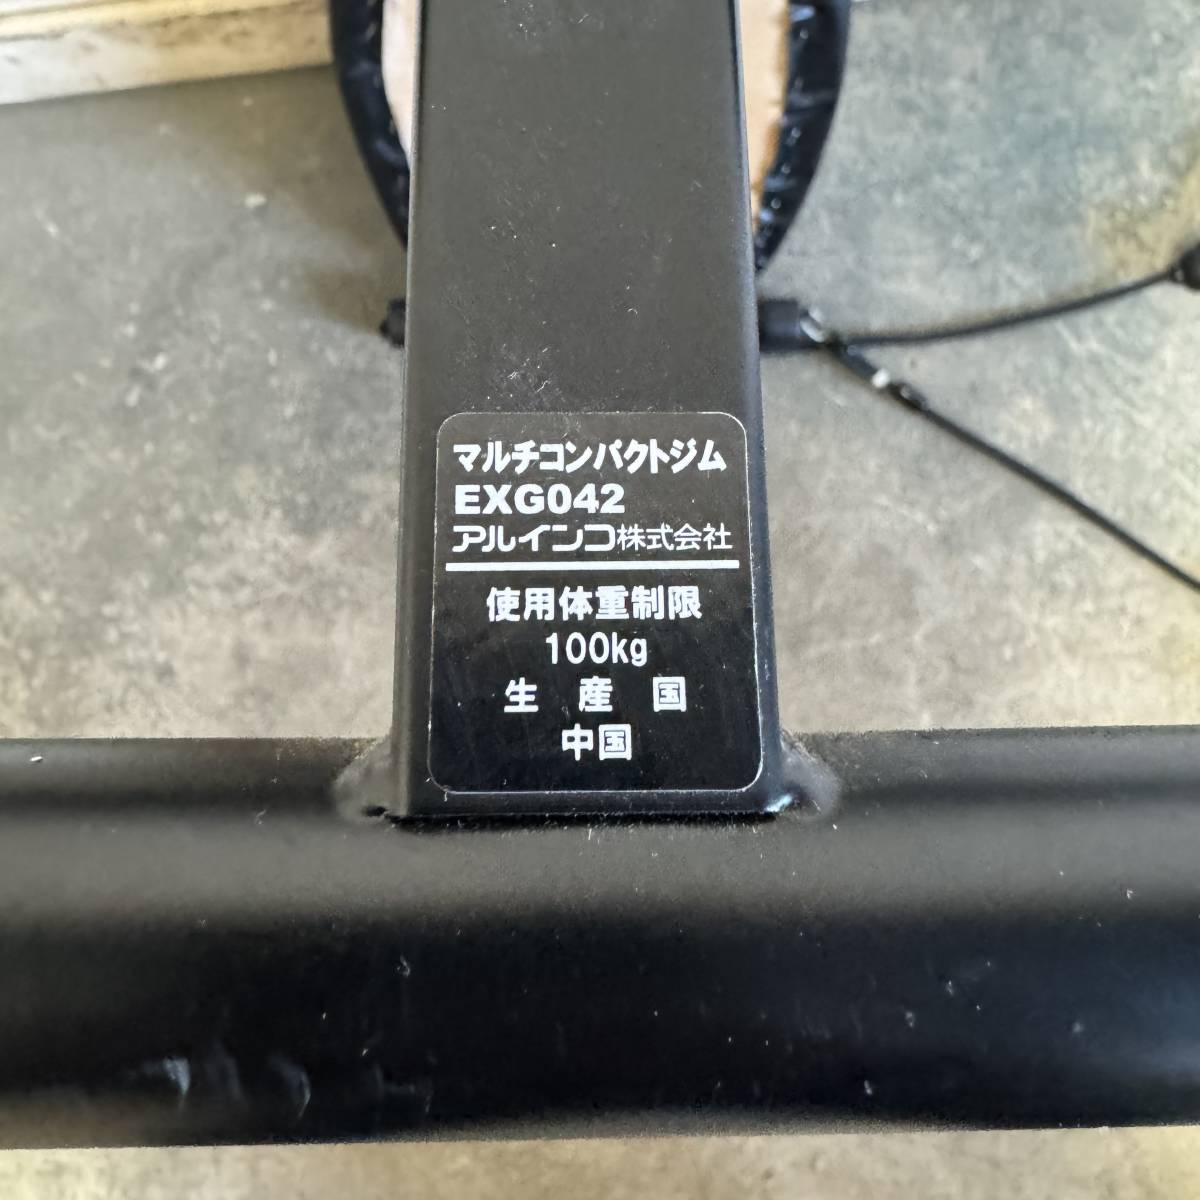 マルチコンパクトジム
EXG042
アルインコ株式会社
使用体重制限
100kg
生産国
中国